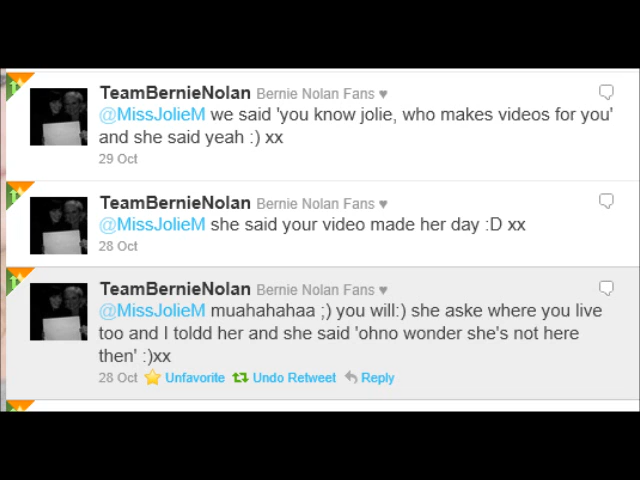 TeamBernieNolan Bernie Nolan Fans ♥
@MissJolieM we said 'you know jolie, who makes videos for you'
and she said yeah :) xx
29 Oct
TeamBernieNolan Bernie Nolan Fans ♥
@MissJolieM she said your video made her day :D xx
28 Oct
TeamBernieNolan Bernie Nolan Fans ♥
@MissJolieM muahahahaa ;) you will:) she aske where you live
too and I toldd her and she said 'ohno wonder she's not here
then' :)xx
28 Oct Unfavorite Undo Retweet Reply